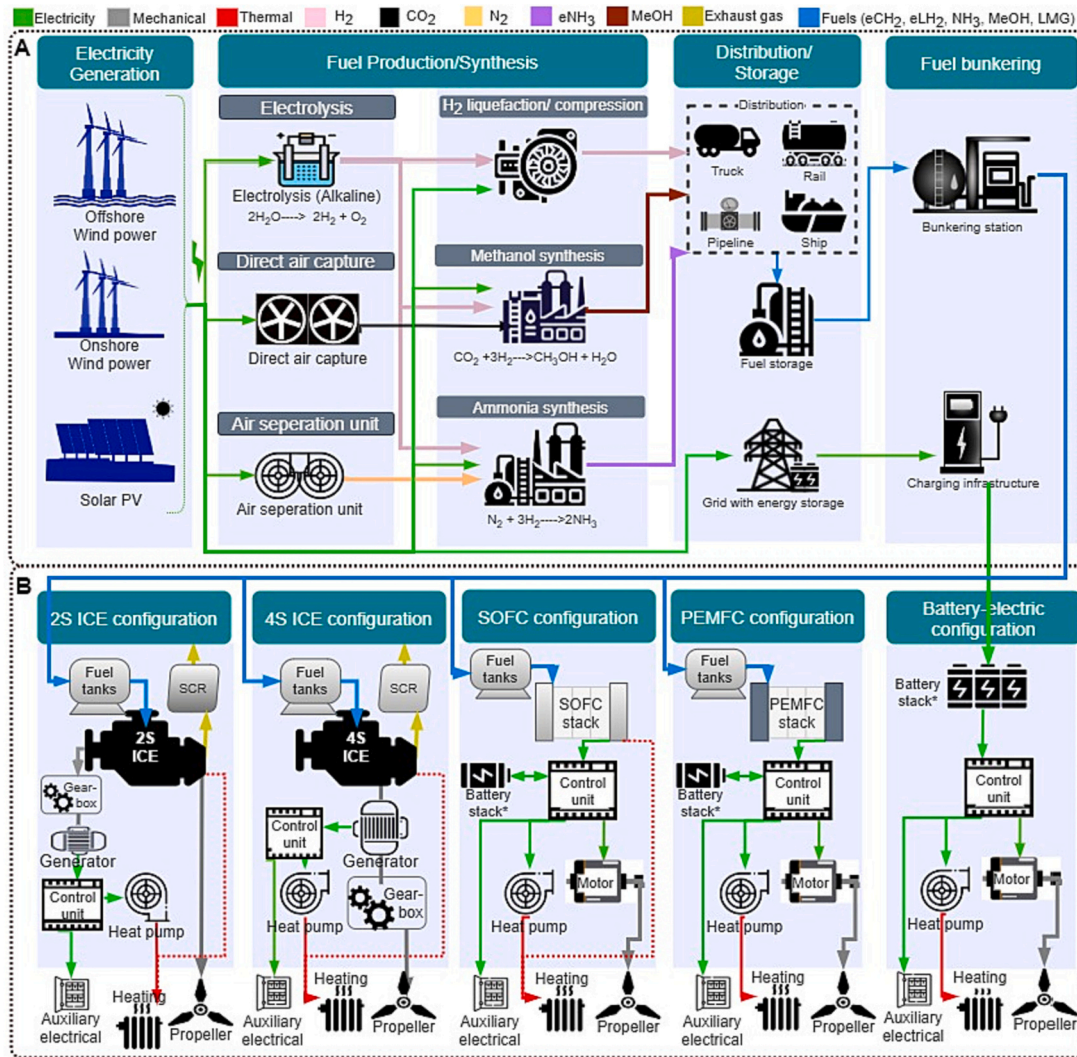 Electricity Mechanical Thermal H₂ CO₂ N₂ eNH₃ MeOH Exhaust gas Fuels (eCH₂, eLH₂, NH₃, MeOH, LMG)
A
Electricity
Generation
Fuel Production/Synthesis
Distribution/
Storage
Fuel bunkering
Offshore
Wind power
Onshore
Wind power
Solar PV
Electrolysis
Electrolysis (Alkaline)
2H₂O----> 2H₂ + O₂
Direct air capture
Direct air capture
Air seperation unit
Air seperation unit
H₂ liquefaction/ compression
Methanol synthesis
CO₂ +3H₂--->CH₃OH + H₂O
Ammonia synthesis
N₂ + 3H₂---->2NH₃
Distribution
Truck
Rail
Pipeline
Ship
Fuel storage
Grid with energy storage
Bunkering station
Charging infrastructure
B
2S ICE configuration
Fuel
tanks
SCR
2S
ICE
Gear-
box
Generator
Control
unit
Heat pump
Auxiliary
electrical
Heating
Propeller
4S ICE configuration
Fuel
tanks
SCR
4S
ICE
Control
unit
Generator
Heat pump
Gear-
box
Auxiliary
electrical
Heating
Propeller
SOFC configuration
Fuel
tanks
SOFC
stack
Battery
stack*
Control
unit
Motor
Heat pump
Auxiliary
electrical
Heating
Propeller
PEMFC configuration
Fuel
tanks
PEMFC
stack
Battery
stack*
Control
unit
Motor
Heat pump
Auxiliary
electrical
Heating
Propeller
Battery-electric
configuration
Battery
stack*
Control
unit
Motor
Heat pump
Auxiliary
electrical
Heating
Propeller